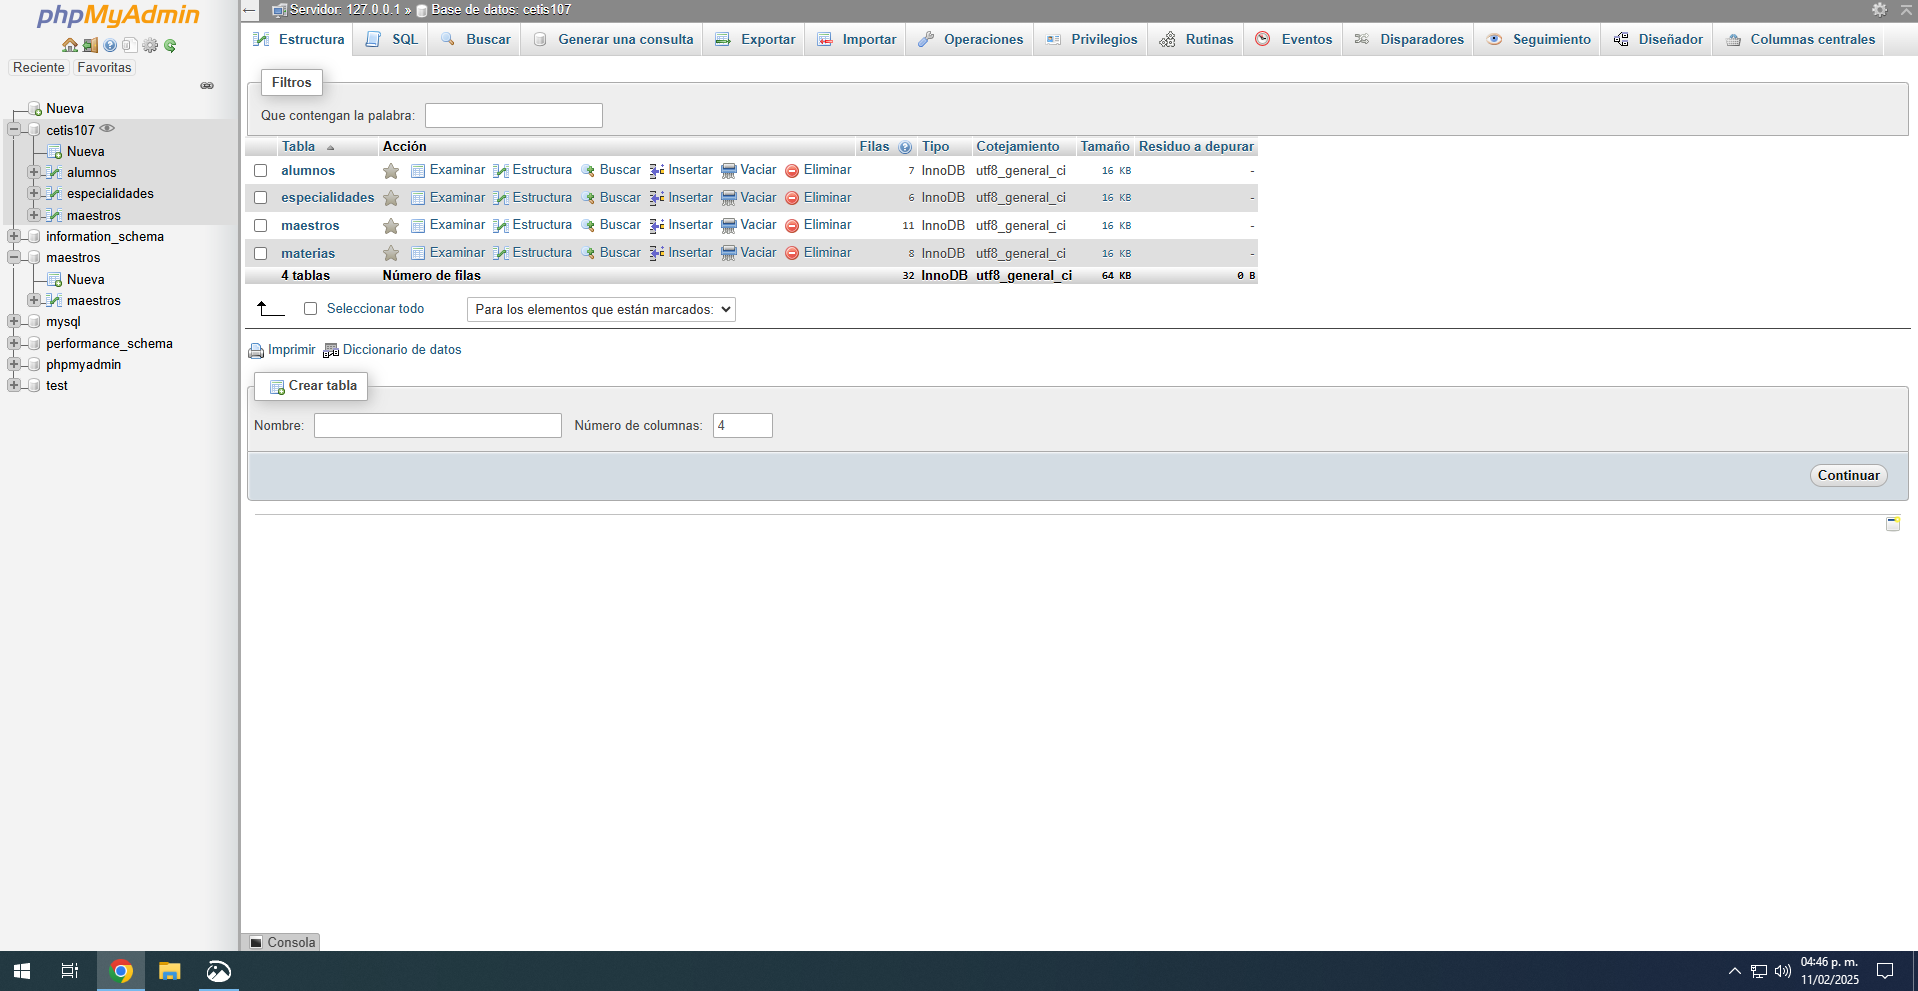 phpMyAdmin
Reciente Favoritas
Nueva
cetis107
Nueva
alumnos
especialidades
maestros
information_schema
maestros
Nueva
maestros
mysql
performance_schema
phpmyadmin
test
Servidor: 127.0.0.1 » Base de datos: cetis107
Estructura SQL Buscar Generar una consulta Exportar Importar Operaciones Privilegios Rutinas Eventos Disparadores Seguimiento Diseñador Columnas centrales
Filtros
Que contengan la palabra:
Tabla Acción Filas Tipo Cotejamiento Tamaño Residuo a depurar
alumnos Examinar Estructura Buscar Insertar Vaciar Eliminar 7 InnoDB utf8_general_ci 16 KB -
especialidades Examinar Estructura Buscar Insertar Vaciar Eliminar 6 InnoDB utf8_general_ci 16 KB -
maestros Examinar Estructura Buscar Insertar Vaciar Eliminar 11 InnoDB utf8_general_ci 16 KB -
materias Examinar Estructura Buscar Insertar Vaciar Eliminar 8 InnoDB utf8_general_ci 16 KB -
4 tablas Número de filas 32 InnoDB utf8_general_ci 64 KB 0 B
Seleccionar todo Para los elementos que están marcados:
Imprimir Diccionario de datos
Crear tabla
Nombre: Número de columnas: 4
Continuar
Consola
04:46 p. m.
11/02/2025